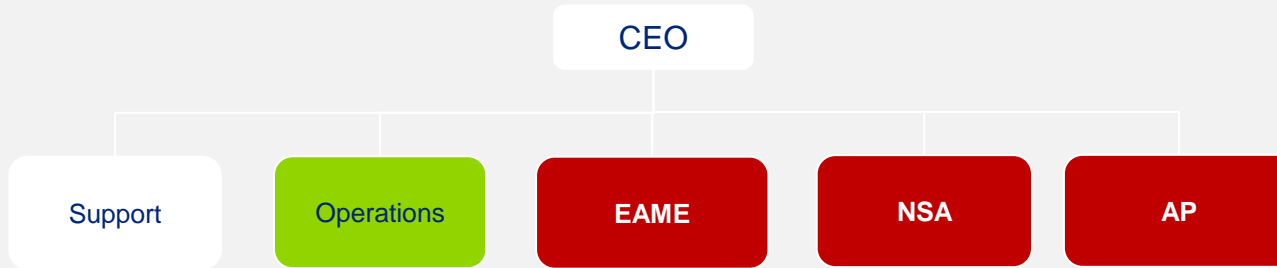 CEO
Support
Operations
EAME
NSA
AP